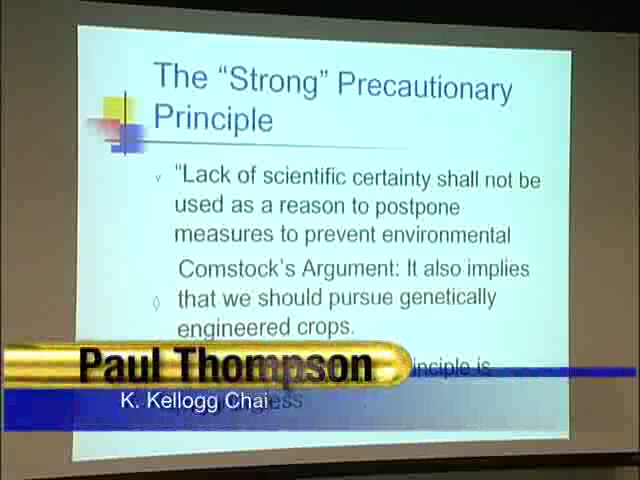 The “Strong” Precautionary
Principle
“Lack of scientific certainty shall not be
used as a reason to postpone
measures to prevent environmental
Comstock's Argument: It also implies
that we should pursue genetically
engineered crops.
Paul Thompson
is
K. Kellogg Chai